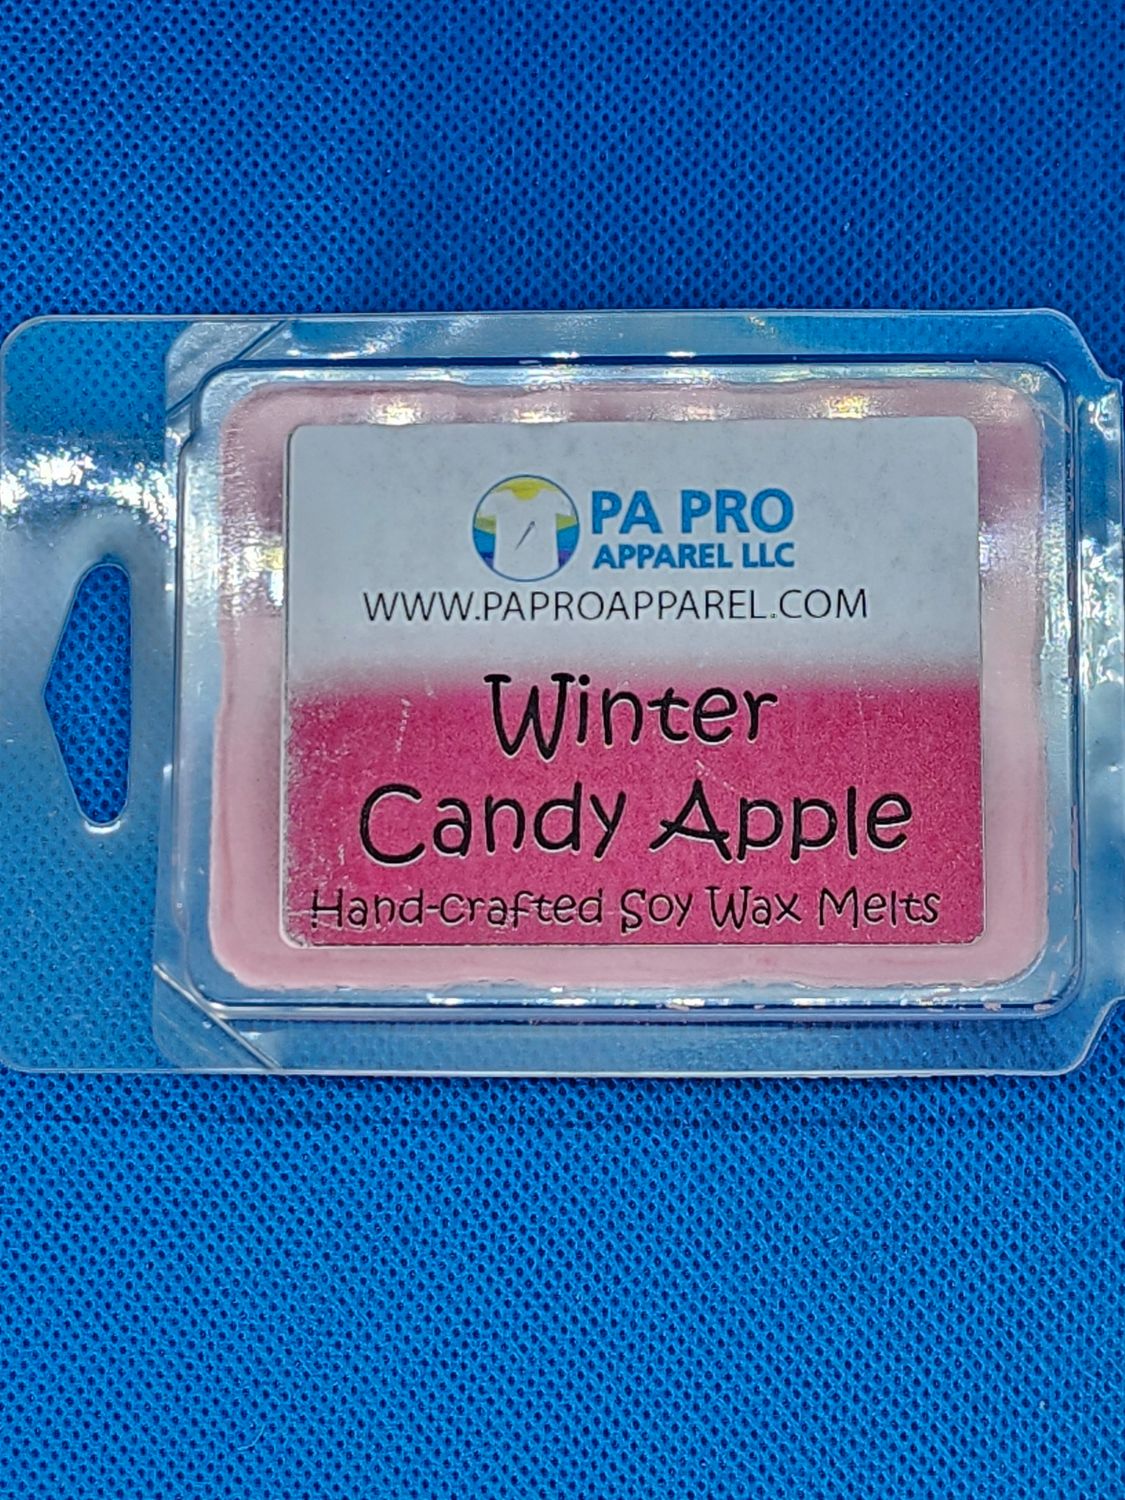 PA PRO
APPAREL LLC
WWW.PAPROAPPAREL.COM
Winter
Candy Apple
Hand-crafted Soy Wax Melts